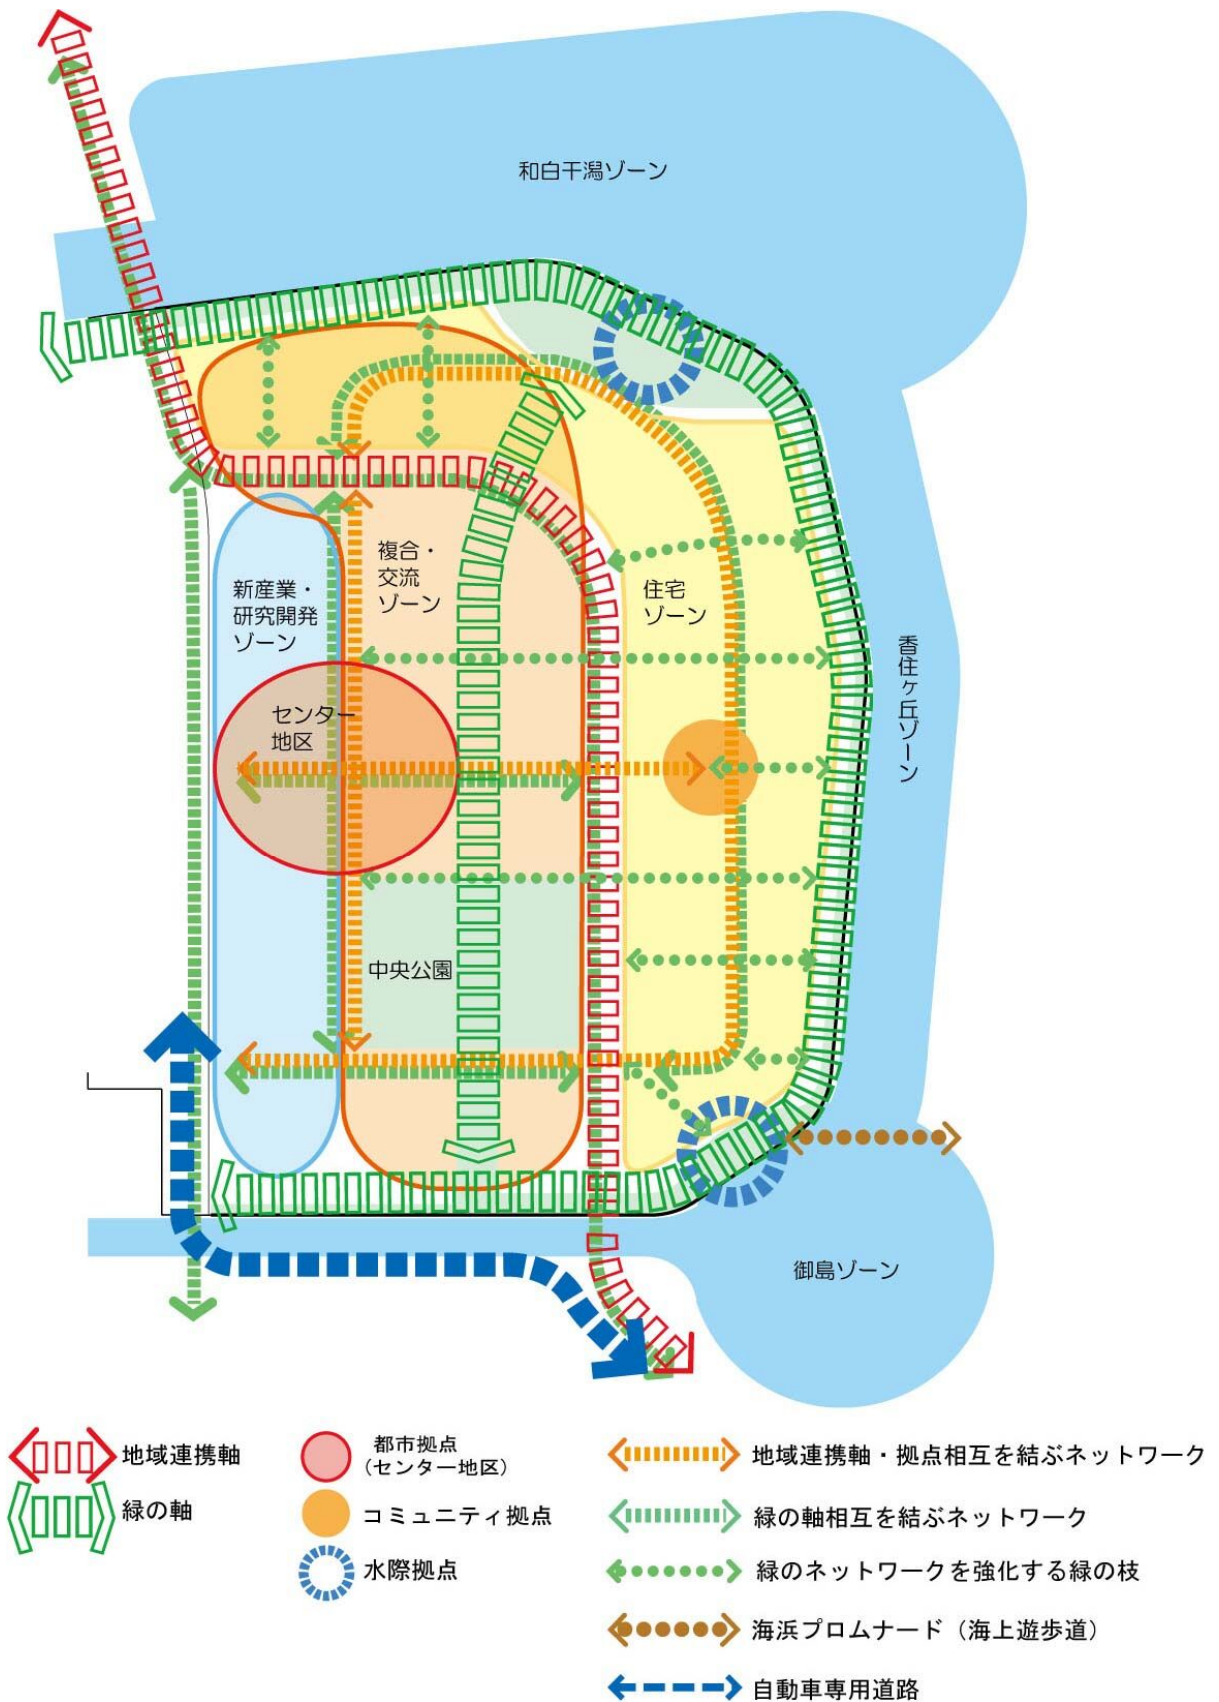 和白干潟ゾーン
複合・
交流
ゾーン
新産業・
研究開発
ゾーン
住宅
ゾーン
香住ヶ丘ゾーン
センター
地区
中央公園
御島ゾーン
地域連携軸
緑の軸
都市拠点
(センター地区)
コミュニティ拠点
水際拠点
地域連携軸・拠点相互を結ぶネットワーク
緑の軸相互を結ぶネットワーク
緑のネットワークを強化する緑の枝
海浜プロムナード（海上遊歩道）
自動車専用道路